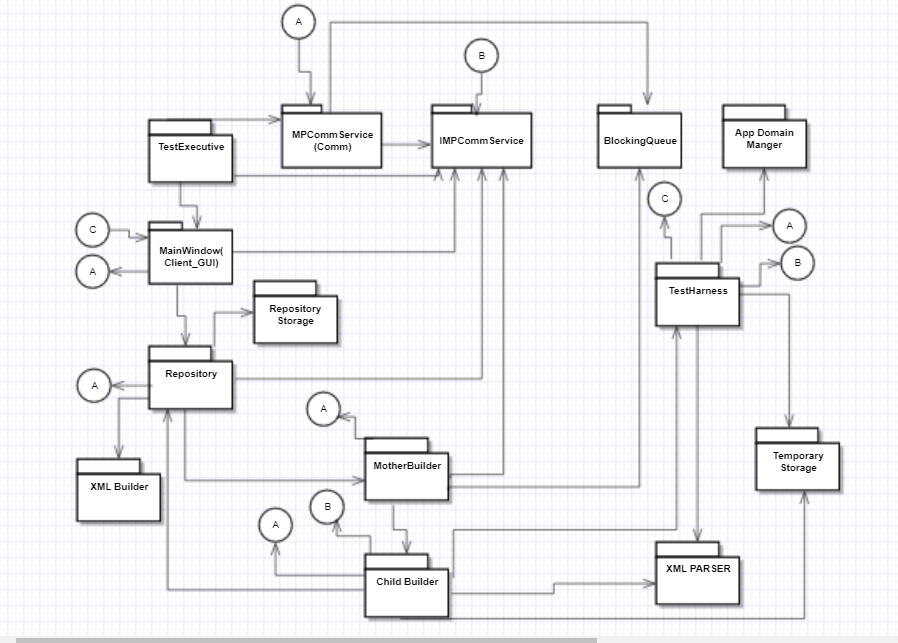 A
B
MPCommService
(Comm)
IMPCommService
BlockingQueue
App Domain
Manger
TestExecutive
C
C
A
MainWindow(
Client_GUI)
A
B
TestHarness
Repository
Storage
Repository
A
A
MotherBuilder
Temporary
Storage
XML Builder
B
A
Child Builder
XML PARSER